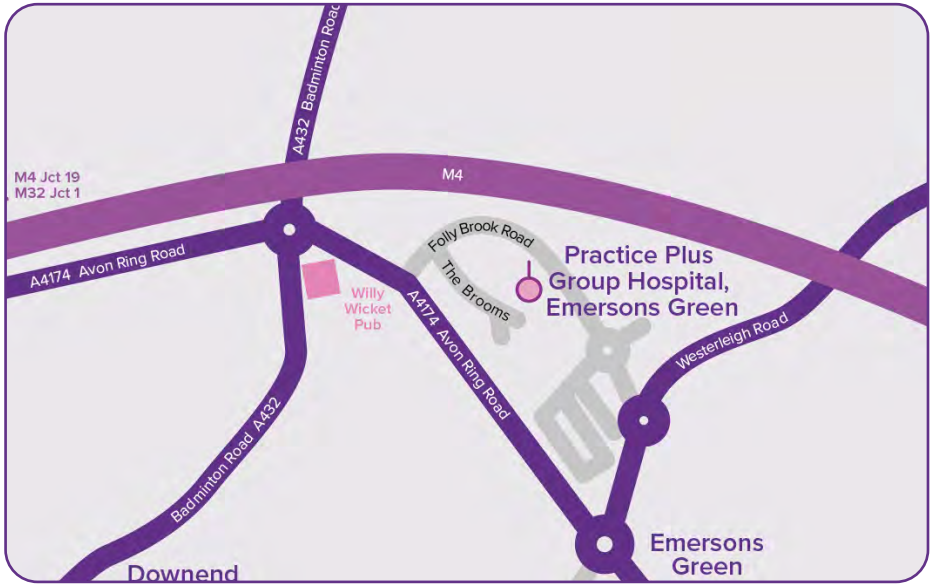 A432 Badminton Road
M4
M4 Jct 19
M32 Jct 1
A4174 Avon Ring Road
Folly Brook Road
The Brooms
Practice Plus
Group Hospital,
Emersons Green
Willy
Wicket
Pub
A4174 Avon Ring Road
Westerleigh Road
Badminton Road A432
Emersons
Green
Downend